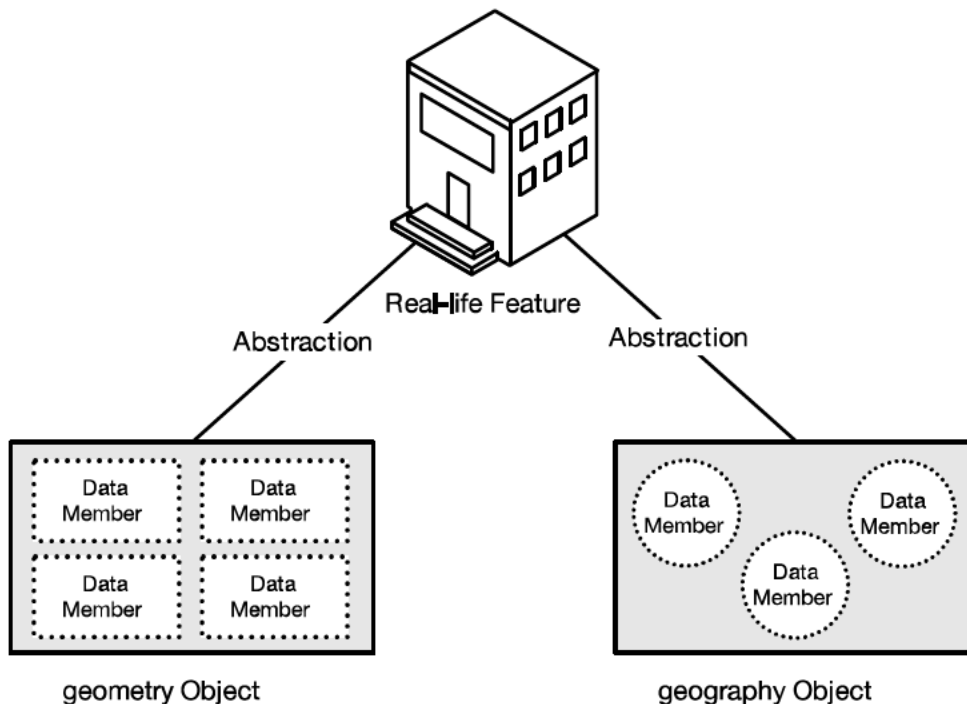 Real-life Feature
Abstraction
Abstraction
Data
Member
Data
Member
Data
Member
Data
Member
geometry Object
Data
Member
Data
Member
Data
Member
geography Object